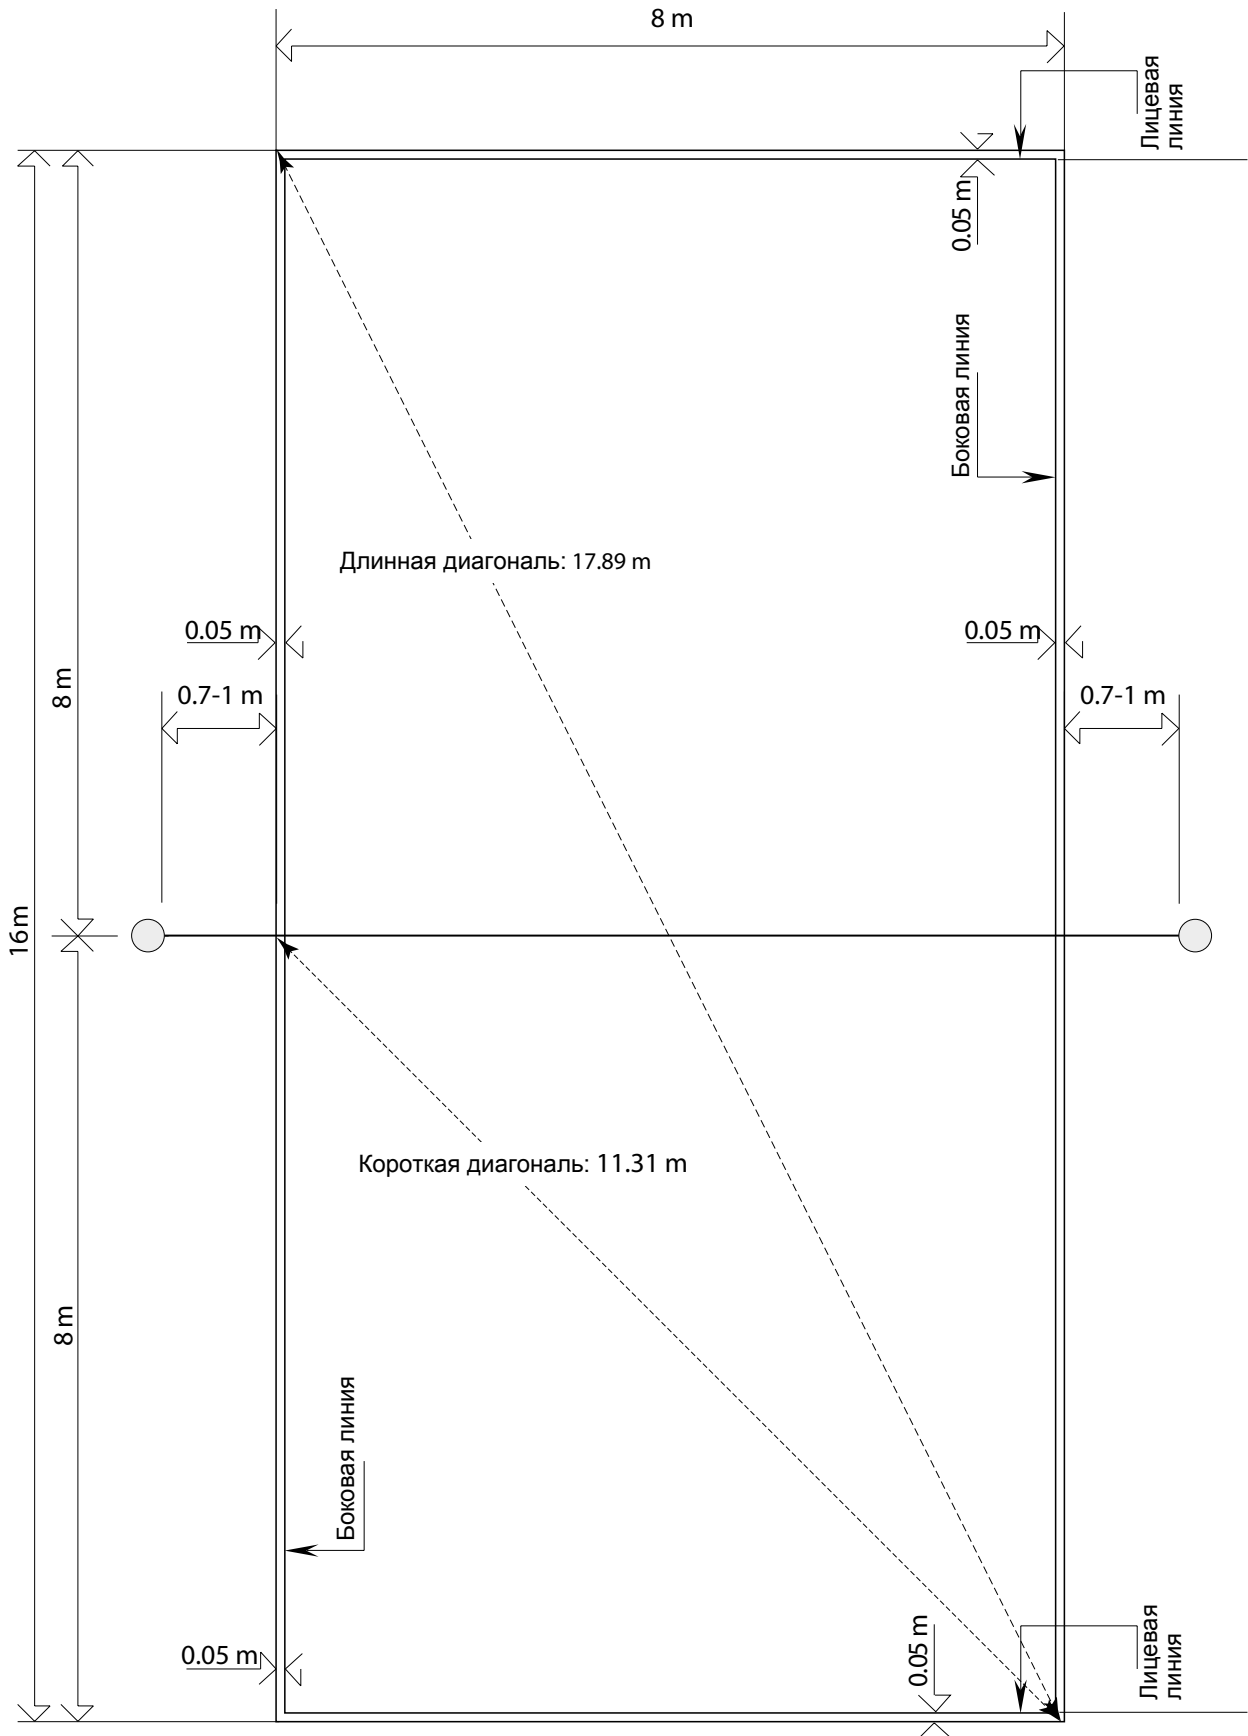 8 m
Лицевая
линия
0.05 m
Боковая линия
Длинная диагональ: 17.89 m
0.05 m
0.05 m
8 m
0.7-1 m
0.7-1 m
16 m
Короткая диагональ: 11.31 m
8 m
Боковая линия
0.05 m
0.05 m
Лицевая
линия